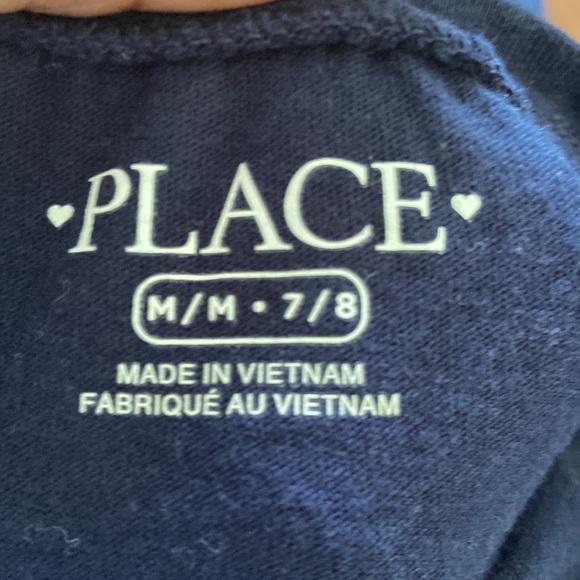 PLACE
M/M • 7/8
MADE IN VIETNAM
FABRIQUÉ AU VIETNAM